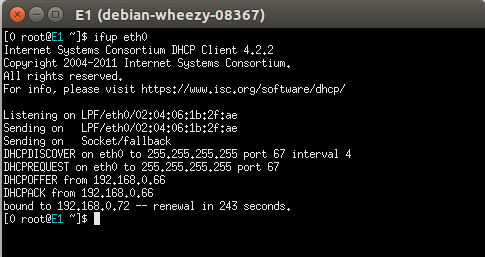 E1 (debian-wheezy-08367)
[0 root@E1 ~]$ ifup eth0
Internet Systems Consortium DHCP Client 4.2.2
Copyright 2004-2011 Internet Systems Consortium.
All rights reserved.
For info, please visit https://www.isc.org/software/dhcp/
Listening on LPF/eth0/02:04:06:1b:2f:ae
Sending on   LPF/eth0/02:04:06:1b:2f:ae
Sending on   Socket/fallback
DHCPDISCOVER on eth0 to 255.255.255.255 port 67 interval 4
DHCPREQUEST on eth0 to 255.255.255.255 port 67
DHCPOFFER from 192.168.0.66
DHCPACK from 192.168.0.66
bound to 192.168.0.72 -- renewal in 243 seconds.
[0 root@E1 ~]$